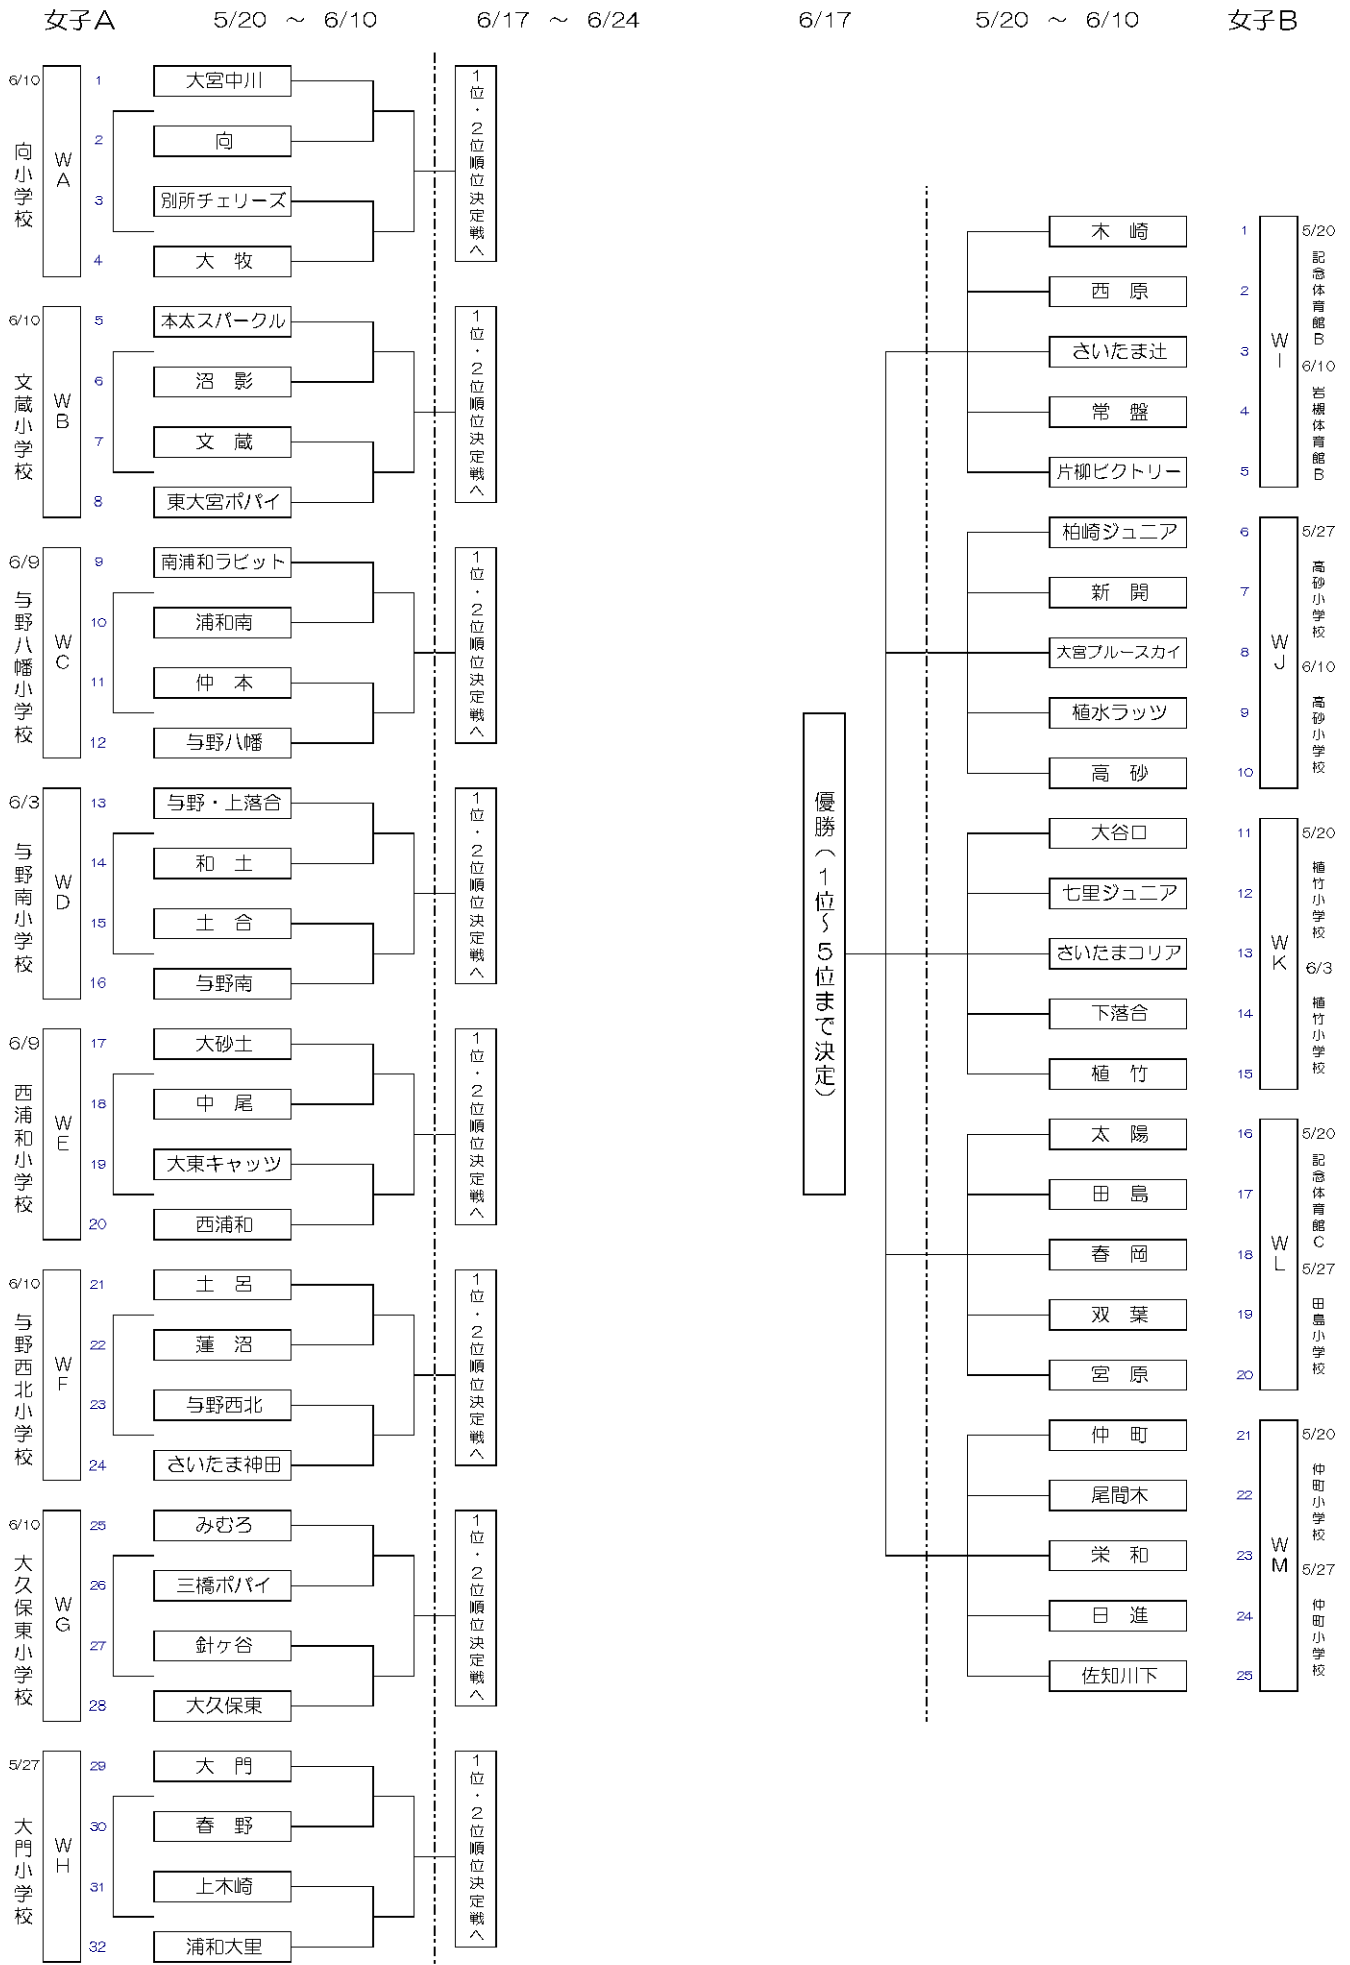 女子A 5/20 ～ 6/10 6/17 ～ 6/24
6/10
向小学校
WA
1 大宮中川
2 向
3 別所チェリーズ
4 大 牧
1位・2位順位決定戦へ
6/10
文蔵小学校
WB
5 本太スパークル
6 沼 影
7 文 蔵
8 東大宮ポパイ
1位・2位順位決定戦へ
6/9
与野八幡小学校
WC
9 南浦和ラビット
10 浦和南
11 仲 本
12 与野八幡
1位・2位順位決定戦へ
6/3
与野南小学校
WD
13 与野・上落合
14 和 土
15 土 合
16 与野南
1位・2位順位決定戦へ
6/9
西浦和小学校
WE
17 大砂土
18 中 尾
19 大東キャッツ
20 西浦和
1位・2位順位決定戦へ
6/10
与野西北小学校
WF
21 土 呂
22 蓮 沼
23 与野西北
24 さいたま神田
1位・2位順位決定戦へ
6/10
大久保東小学校
WG
25 みむろ
26 三橋ポパイ
27 針ヶ谷
28 大久保東
1位・2位順位決定戦へ
5/27
大門小学校
WH
29 大 門
30 春 野
31 上木崎
32 浦和大里
1位・2位順位決定戦へ
6/17 5/20 ～ 6/10 女子B
優勝（1位～5位まで決定）
木 崎 1
西 原 2
さいたま辻 3
常 盤 4
片柳ビクトリー 5
WI
5/20
記念体育館B
6/10
岩槻体育館B
柏崎ジュニア 6
新 開 7
大宮ブルースカイ 8
植水ラッツ 9
高 砂 10
WJ
5/27
高砂小学校
6/10
高砂小学校
大谷口 11
七里ジュニア 12
さいたまコリア 13
下落合 14
植 竹 15
WK
5/20
植竹小学校
6/3
植竹小学校
太 陽 16
田 島 17
春 岡 18
双 葉 19
宮 原 20
WL
5/20
記念体育館C
5/27
田島小学校
仲 町 21
尾間木 22
栄 和 23
日 進 24
佐知川下 25
WM
5/20
仲町小学校
5/27
仲町小学校